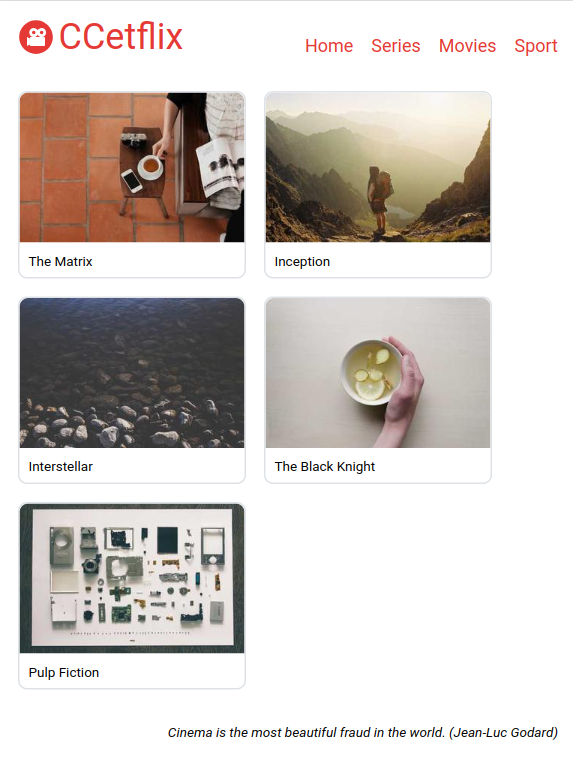 CCetflix
Home Series Movies Sport
The Matrix
Inception
Interstellar
The Black Knight
Pulp Fiction
Cinema is the most beautiful fraud in the world. (Jean-Luc Godard)